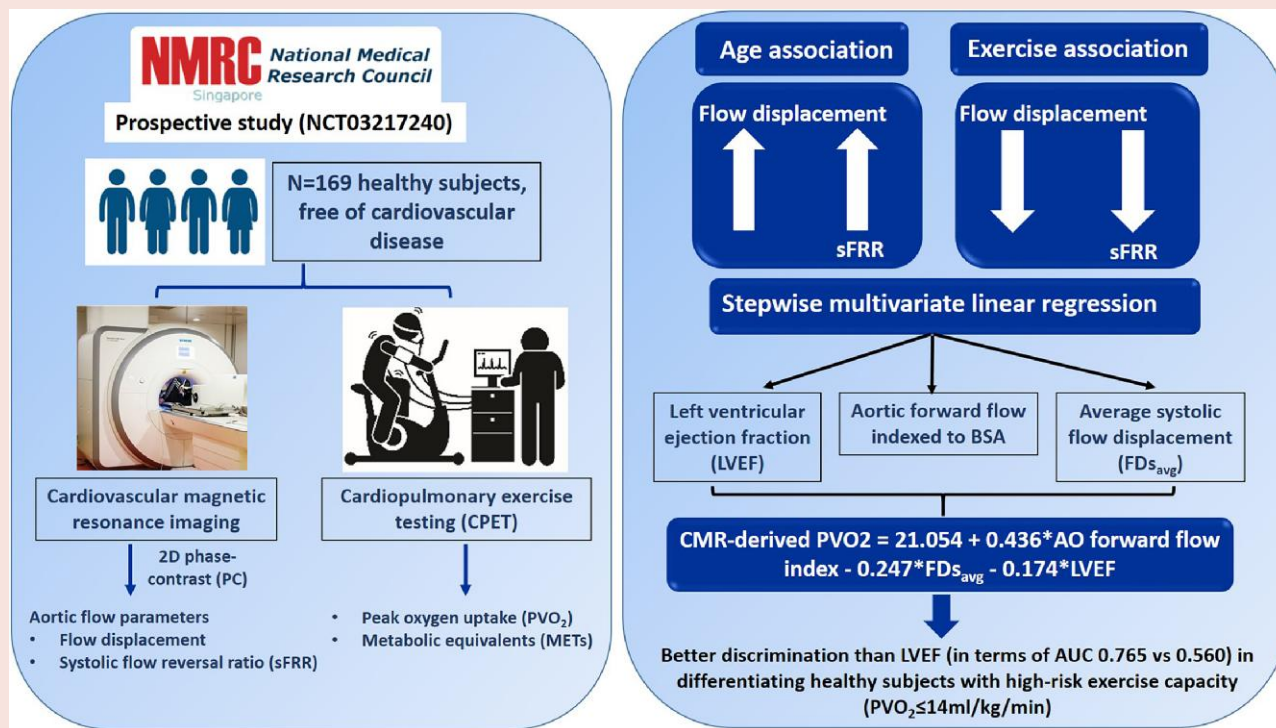 NMRC National Medical
Research Council
Singapore
Prospective study (NCT03217240)
N=169 healthy subjects,
free of cardiovascular
disease
Cardiovascular magnetic
resonance imaging
Cardiopulmonary exercise
testing (CPET)
2D phase-
contrast (PC)
Aortic flow parameters
• Flow displacement
• Systolic flow reversal ratio (sFRR)
• Peak oxygen uptake (PVO₂)
• Metabolic equivalents (METs)
Age association
Flow displacement
sFRR
Exercise association
Flow displacement
sFRR
Stepwise multivariate linear regression
Left ventricular
ejection fraction
(LVEF)
Aortic forward flow
indexed to BSA
Average systolic
flow displacement
(FDsavg)
CMR-derived PVO2 = 21.054 + 0.436*AO forward flow
index - 0.247*FDsavg - 0.174*LVEF
Better discrimination than LVEF (in terms of AUC 0.765 vs 0.560) in
differentiating healthy subjects with high-risk exercise capacity
(PVO₂≤14ml/kg/min)